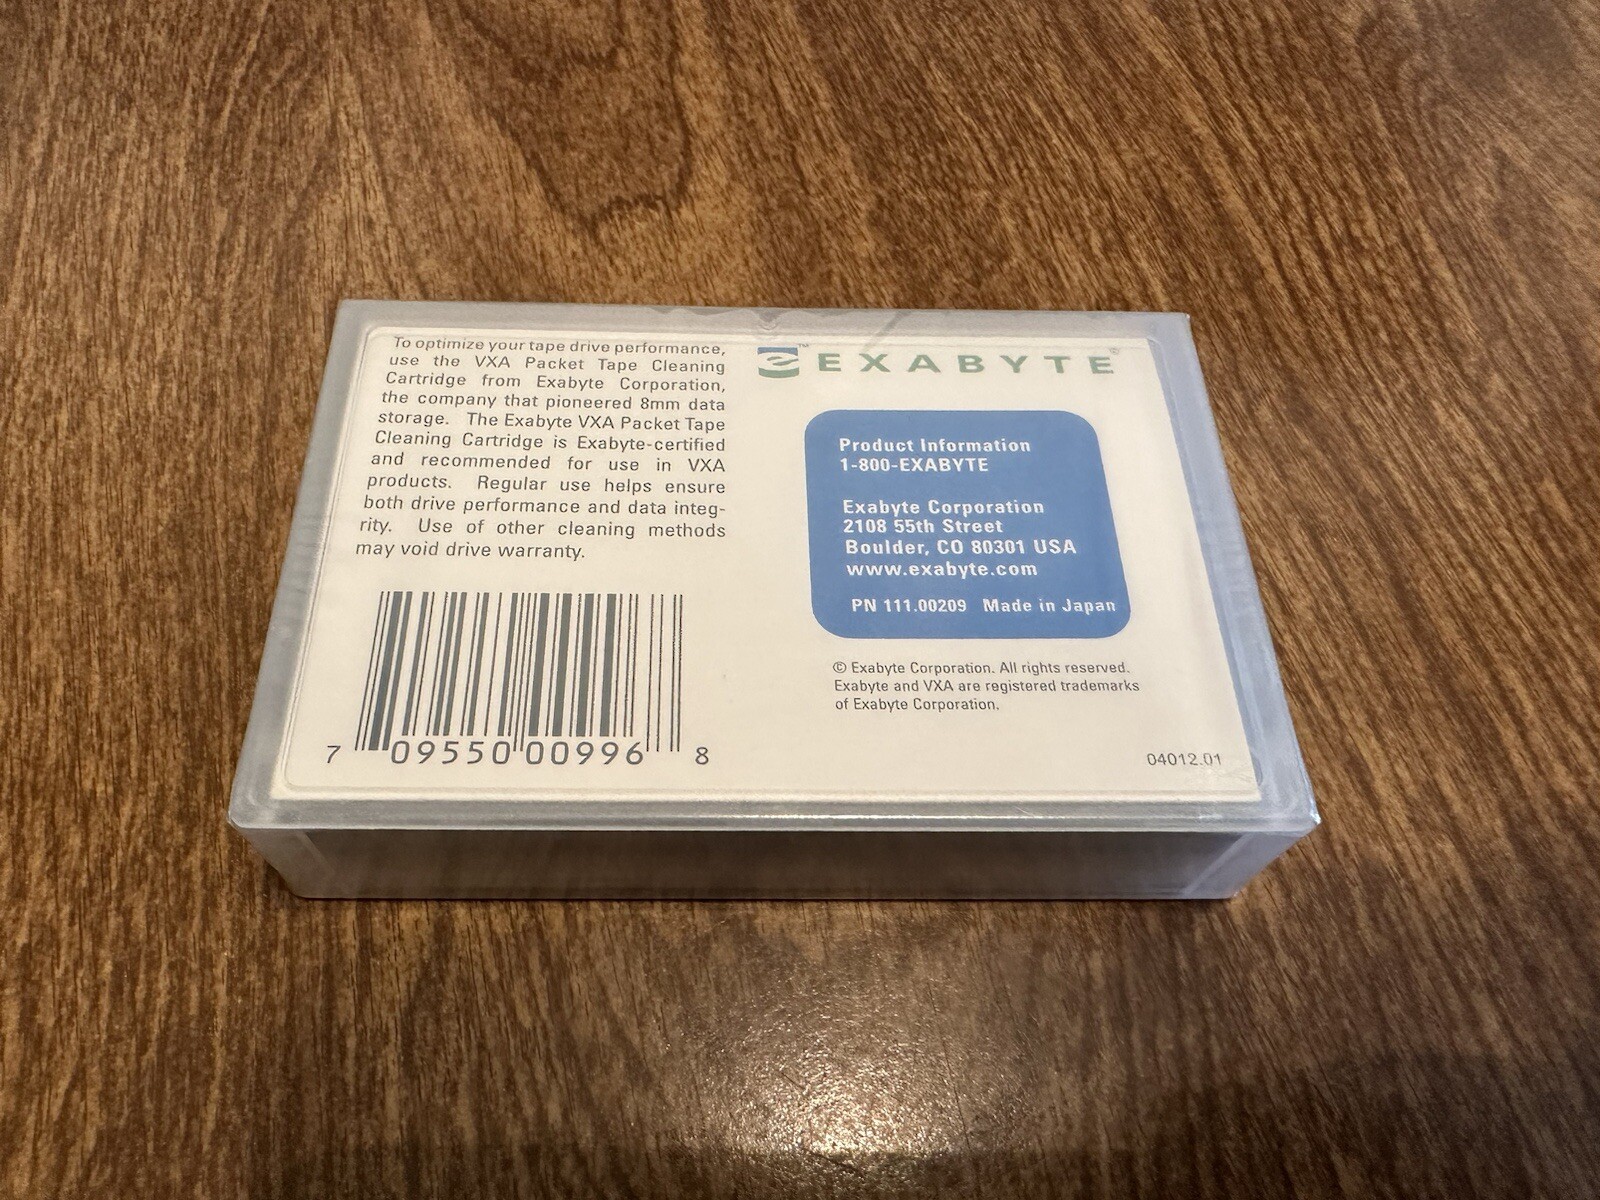 To optimize your tape drive performance,
use the VXA Packet Tape Cleaning
Cartridge from Exabyte Corporation,
the company that pioneered 8mm data
storage. The Exabyte VXA Packet Tape
Cleaning Cartridge is Exabyte-certified
and recommended for use in VXA
products. Regular use helps ensure
both drive performance and data integ-
rity. Use of other cleaning methods
may void drive warranty.
7 09550 00996 8
e™ EXABYTE®
Product Information
1-800-EXABYTE
Exabyte Corporation
2108 55th Street
Boulder, CO 80301 USA
www.exabyte.com
PN 111.00209 Made in Japan
© Exabyte Corporation. All rights reserved.
Exabyte and VXA are registered trademarks
of Exabyte Corporation.
04012.01